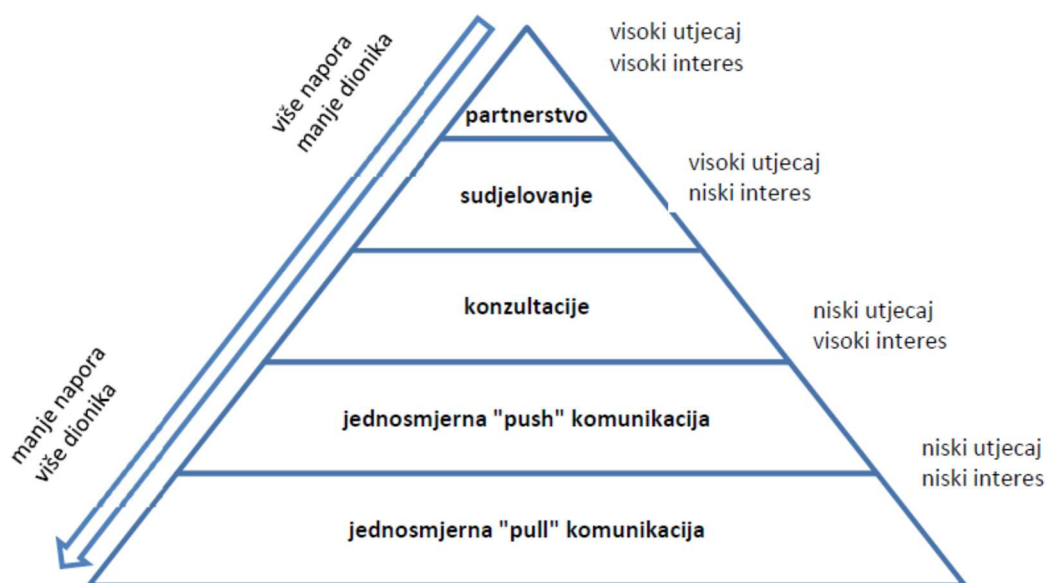 više napora
manje dionika
visoki utjecaj
visoki interes
partnerstvo
visoki utjecaj
niski interes
sudjelovanje
konzultacije
niski utjecaj
visoki interes
manje napora
više dionika
jednosmjerna "push" komunikacija
niski utjecaj
niski interes
jednosmjerna "pull" komunikacija